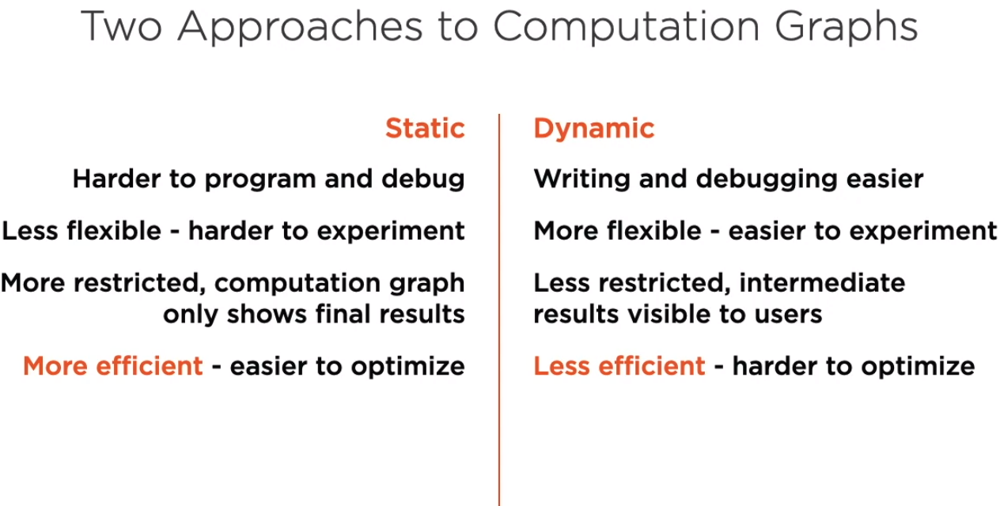 Two Approaches to Computation Graphs
Static
Harder to program and debug
Less flexible - harder to experiment
More restricted, computation graph
only shows final results
More efficient - easier to optimize
Dynamic
Writing and debugging easier
More flexible - easier to experiment
Less restricted, intermediate
results visible to users
Less efficient - harder to optimize